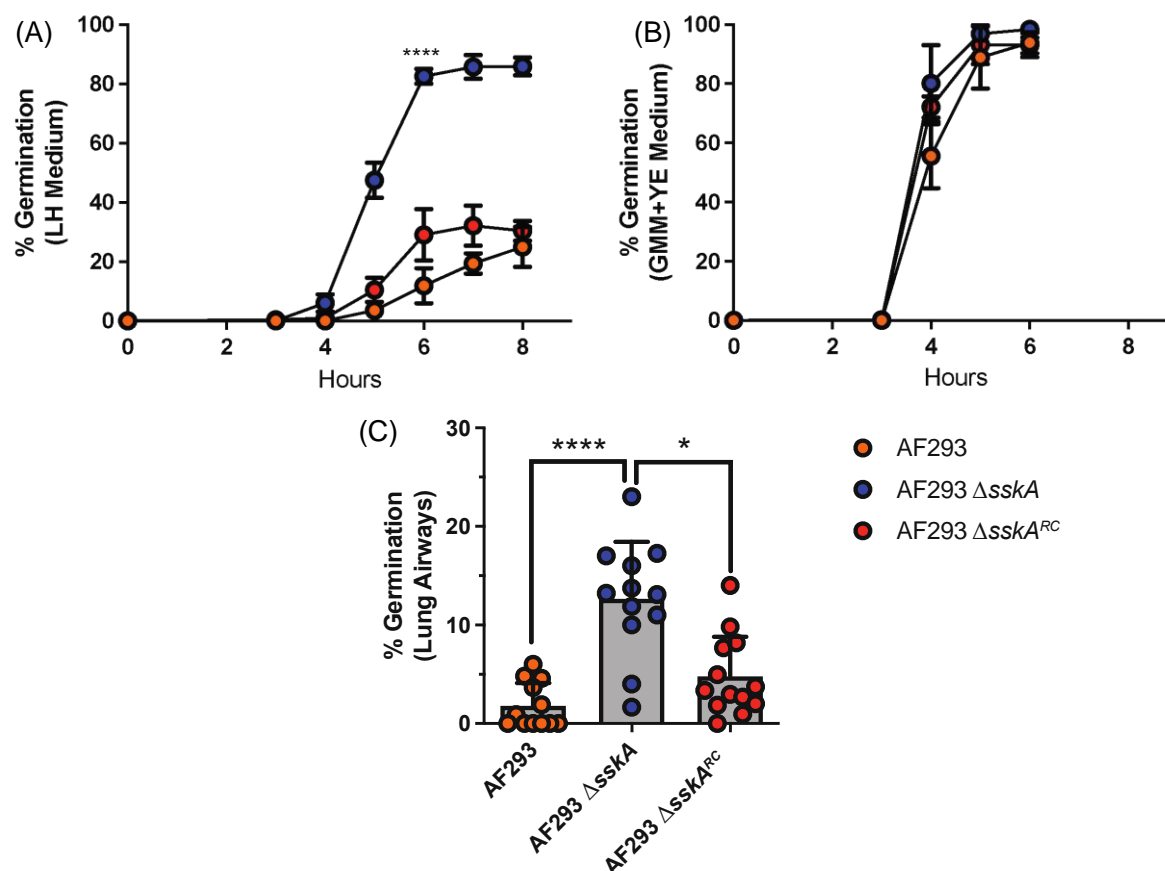 (A)
% Germination
(LH Medium)
100
80
60
40
20
0
****
0 2 4 6 8
Hours
(B)
% Germination
(GMM+YE Medium)
100
80
60
40
20
0
0 2 4 6 8
Hours
(C)
% Germination
(Lung Airways)
30
20
10
0
**** *
AF293
AF293 ΔsskA
AF293 ΔsskA^RC
AF293
AF293 ΔsskA
AF293 ΔsskA^RC